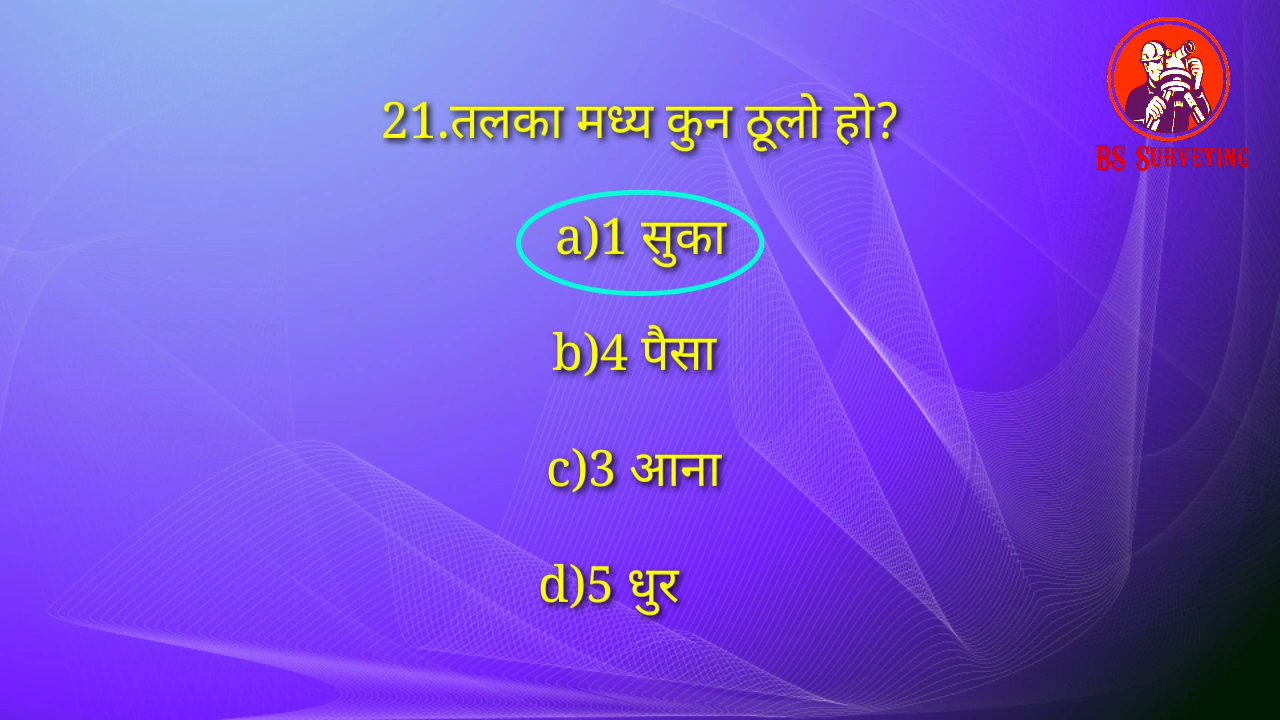 BS SURVEYING
21.तलका मध्य कुन ठूलो हो?
a)1 सुका
b)4 पैसा
c)3 आना
d)5 धुर